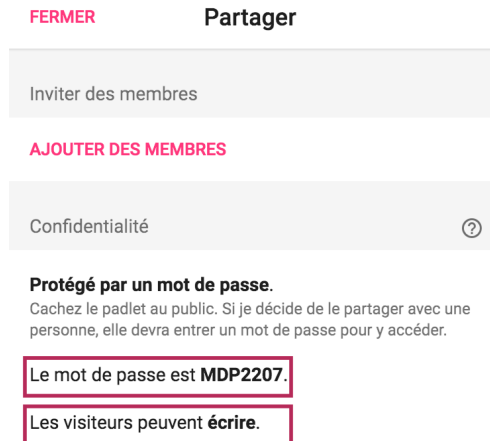 FERMER Partager
Inviter des membres
AJOUTER DES MEMBRES
Confidentialité ?
Protégé par un mot de passe.
Cachez le padlet au public. Si je décide de le partager avec une
personne, elle devra entrer un mot de passe pour y accéder.
Le mot de passe est MDP2207.
Les visiteurs peuvent écrire.